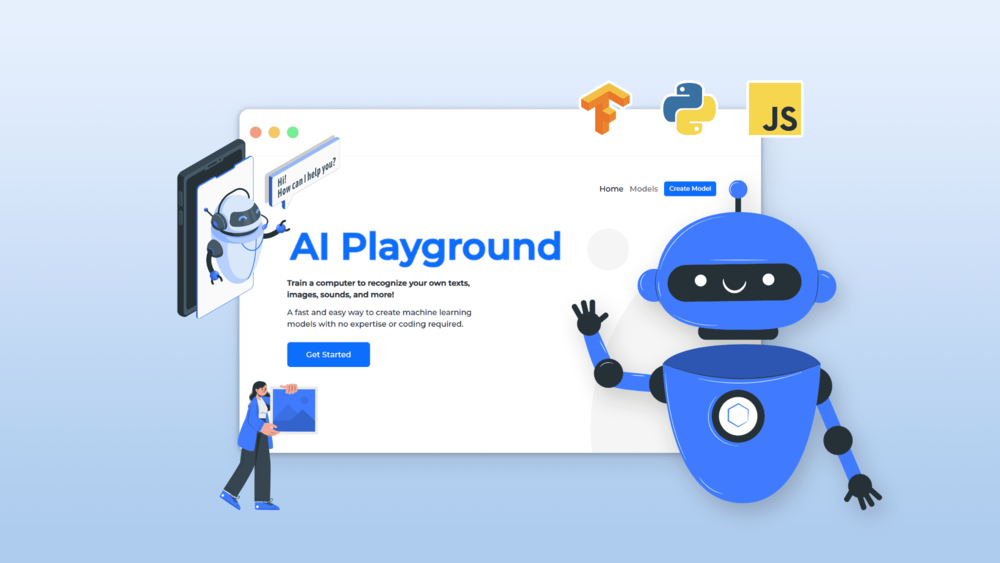 JS
Home Models Create Model
Hi!
How can I help you?
AI Playground
Train a computer to recognize your own texts,
images, sounds, and more!
A fast and easy way to create machine learning
models with no expertise or coding required.
Get Started